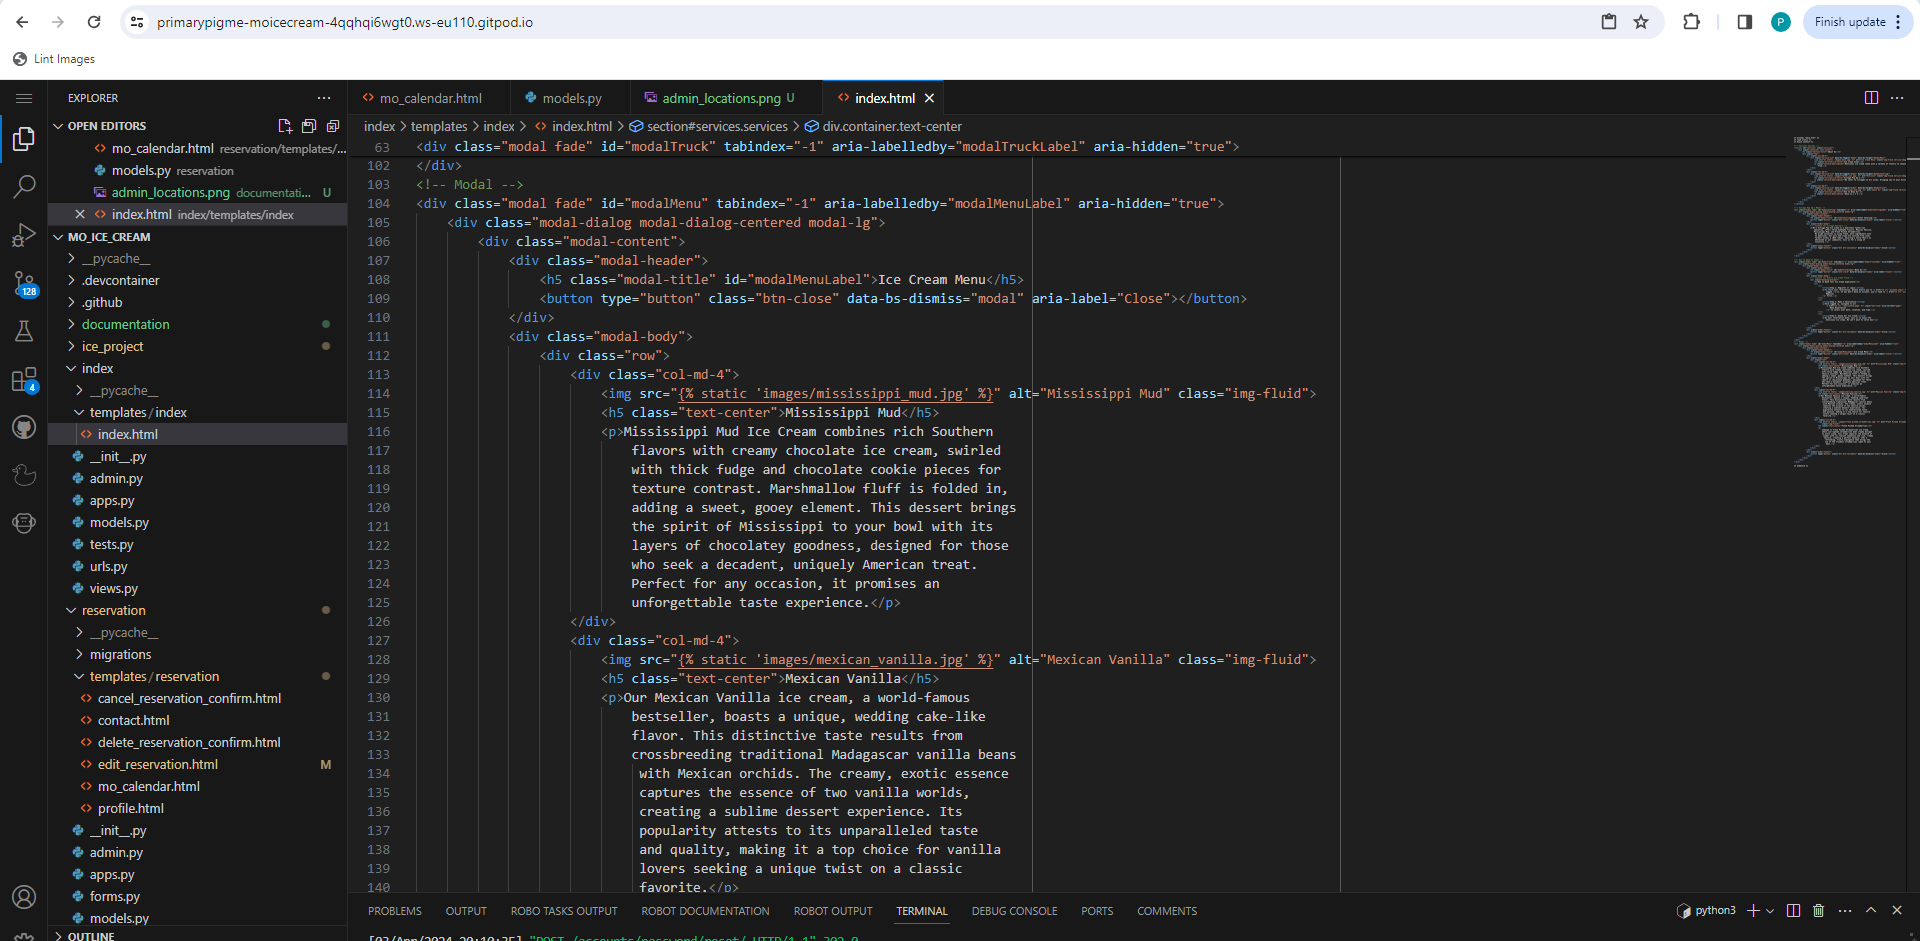 primarypigme-moicecream-4qqhqi6wgt0.ws-eu110.gitpod.io
P
Finish update
Lint Images
EXPLORER
OPEN EDITORS
mo_calendar.html reservation/templates/...
models.py reservation
admin_locations.png documentati... U
index.html index/templates/index
MO_ICE_CREAM
__pycache__
.devcontainer
.github
documentation
ice_project
index
__pycache__
templates/index
index.html
__init__.py
admin.py
apps.py
models.py
tests.py
urls.py
views.py
reservation
__pycache__
migrations
templates/reservation
cancel_reservation_confirm.html
contact.html
delete_reservation_confirm.html
edit_reservation.html M
mo_calendar.html
profile.html
__init__.py
admin.py
apps.py
forms.py
models.py
OUTLINE
128
4
mo_calendar.html
models.py
admin_locations.png U
index.html
index > templates > index > index.html > section#services.services > div.container.text-center
63 <div class="modal fade" id="modalTruck" tabindex="-1" aria-labelledby="modalTruckLabel" aria-hidden="true">
102 </div>
103 <!-- Modal -->
104 <div class="modal fade" id="modalMenu" tabindex="-1" aria-labelledby="modalMenuLabel" aria-hidden="true">
105 <div class="modal-dialog modal-dialog-centered modal-lg">
106 <div class="modal-content">
107 <div class="modal-header">
108 <h5 class="modal-title" id="modalMenuLabel">Ice Cream Menu</h5>
109 <button type="button" class="btn-close" data-bs-dismiss="modal" aria-label="Close"></button>
110 </div>
111 <div class="modal-body">
112 <div class="row">
113 <div class="col-md-4">
114 <img src="{% static 'images/mississippi_mud.jpg' %}" alt="Mississippi Mud" class="img-fluid">
115 <h5 class="text-center">Mississippi Mud</h5>
116 <p>Mississippi Mud Ice Cream combines rich Southern
117 flavors with creamy chocolate ice cream, swirled
118 with thick fudge and chocolate cookie pieces for
119 texture contrast. Marshmallow fluff is folded in,
120 adding a sweet, gooey element. This dessert brings
121 the spirit of Mississippi to your bowl with its
122 layers of chocolatey goodness, designed for those
123 who seek a decadent, uniquely American treat.
124 Perfect for any occasion, it promises an
125 unforgettable taste experience.</p>
126 </div>
127 <div class="col-md-4">
128 <img src="{% static 'images/mexican_vanilla.jpg' %}" alt="Mexican Vanilla" class="img-fluid">
129 <h5 class="text-center">Mexican Vanilla</h5>
130 <p>Our Mexican Vanilla ice cream, a world-famous
131 bestseller, boasts a unique, wedding cake-like
132 flavor. This distinctive taste results from
133 crossbreeding traditional Madagascar vanilla beans
134 with Mexican orchids. The creamy, exotic essence
135 captures the essence of two vanilla worlds,
136 creating a sublime dessert experience. Its
137 popularity attests to its unparalleled taste
138 and quality, making it a top choice for vanilla
139 lovers seeking a unique twist on a classic
140 favorite.</p>
PROBLEMS OUTPUT ROBO TASKS OUTPUT ROBOT DOCUMENTATION ROBOT OUTPUT TERMINAL DEBUG CONSOLE PORTS COMMENTS
python3
[03/Apr/2024 20:10:35] "POST /accounts/password/reset/ HTTP/1.1" 302 0